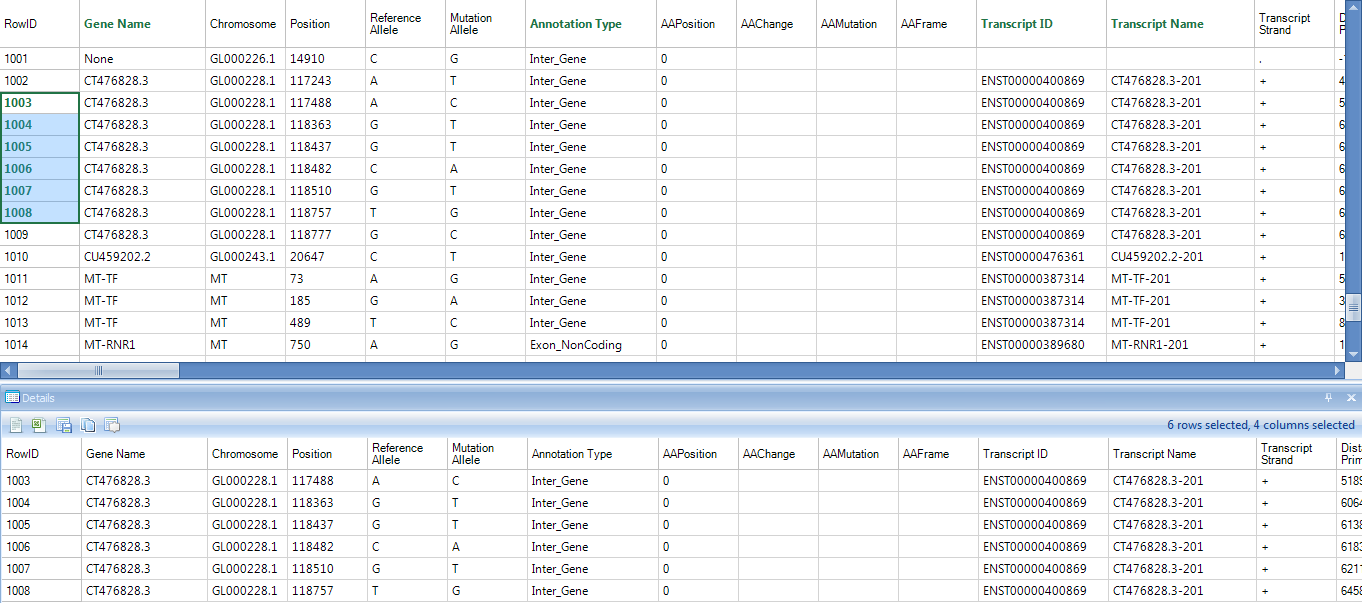 RowID Gene Name Chromosome Position Reference Allele Mutation Allele Annotation Type AAPosition AAChange AAMutation AAFrame Transcript ID Transcript Name Transcript Strand
1001 None GL000226.1 14910 C G Inter_Gene 0 . -
1002 CT476828.3 GL000228.1 117243 A T Inter_Gene 0 ENST00000400869 CT476828.3-201 + 4
1003 CT476828.3 GL000228.1 117488 A C Inter_Gene 0 ENST00000400869 CT476828.3-201 + 5
1004 CT476828.3 GL000228.1 118363 G T Inter_Gene 0 ENST00000400869 CT476828.3-201 + 6
1005 CT476828.3 GL000228.1 118437 G T Inter_Gene 0 ENST00000400869 CT476828.3-201 + 6
1006 CT476828.3 GL000228.1 118482 C A Inter_Gene 0 ENST00000400869 CT476828.3-201 + 6
1007 CT476828.3 GL000228.1 118510 G T Inter_Gene 0 ENST00000400869 CT476828.3-201 + 6
1008 CT476828.3 GL000228.1 118757 T G Inter_Gene 0 ENST00000400869 CT476828.3-201 + 6
1009 CT476828.3 GL000228.1 118777 G C Inter_Gene 0 ENST00000400869 CT476828.3-201 + 6
1010 CU459202.2 GL000243.1 20647 C T Inter_Gene 0 ENST00000476361 CU459202.2-201 + 1
1011 MT-TF MT 73 A G Inter_Gene 0 ENST00000387314 MT-TF-201 + 5
1012 MT-TF MT 185 G A Inter_Gene 0 ENST00000387314 MT-TF-201 + 3
1013 MT-TF MT 489 T C Inter_Gene 0 ENST00000387314 MT-TF-201 + 8
1014 MT-RNR1 MT 750 A G Exon_NonCoding 0 ENST00000389680 MT-RNR1-201 + 1
Details
6 rows selected, 4 columns selected
RowID Gene Name Chromosome Position Reference Allele Mutation Allele Annotation Type AAPosition AAChange AAMutation AAFrame Transcript ID Transcript Name Transcript Strand Dist Prim
1003 CT476828.3 GL000228.1 117488 A C Inter_Gene 0 ENST00000400869 CT476828.3-201 + 5189
1004 CT476828.3 GL000228.1 118363 G T Inter_Gene 0 ENST00000400869 CT476828.3-201 + 6064
1005 CT476828.3 GL000228.1 118437 G T Inter_Gene 0 ENST00000400869 CT476828.3-201 + 6138
1006 CT476828.3 GL000228.1 118482 C A Inter_Gene 0 ENST00000400869 CT476828.3-201 + 6183
1007 CT476828.3 GL000228.1 118510 G T Inter_Gene 0 ENST00000400869 CT476828.3-201 + 6211
1008 CT476828.3 GL000228.1 118757 T G Inter_Gene 0 ENST00000400869 CT476828.3-201 + 6458